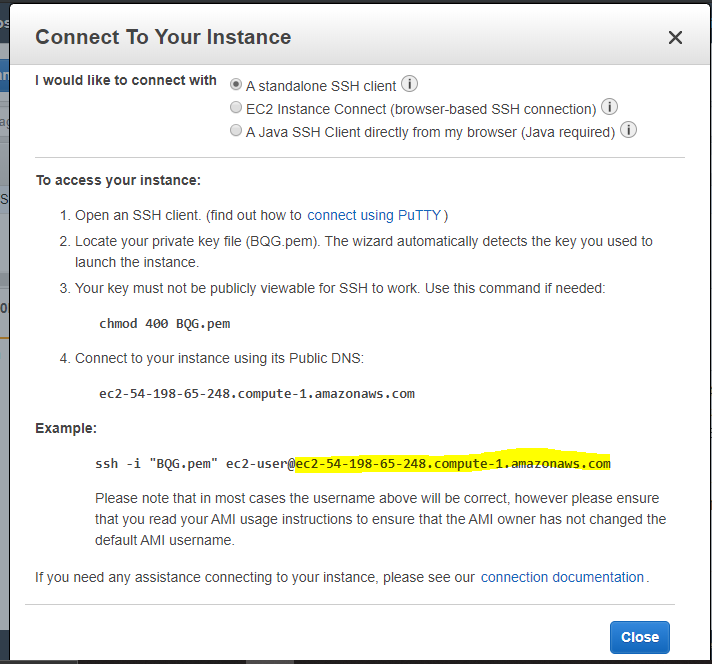 Connect To Your Instance
I would like to connect with
A standalone SSH client
EC2 Instance Connect (browser-based SSH connection)
A Java SSH Client directly from my browser (Java required)
To access your instance:
1. Open an SSH client. (find out how to connect using PuTTY)
2. Locate your private key file (BQG.pem). The wizard automatically detects the key you used to
launch the instance.
3. Your key must not be publicly viewable for SSH to work. Use this command if needed:
chmod 400 BQG.pem
4. Connect to your instance using its Public DNS:
ec2-54-198-65-248.compute-1.amazonaws.com
Example:
ssh -i "BQG.pem" ec2-user@ec2-54-198-65-248.compute-1.amazonaws.com
Please note that in most cases the username above will be correct, however please ensure
that you read your AMI usage instructions to ensure that the AMI owner has not changed the
default AMI username.
If you need any assistance connecting to your instance, please see our connection documentation.
Close